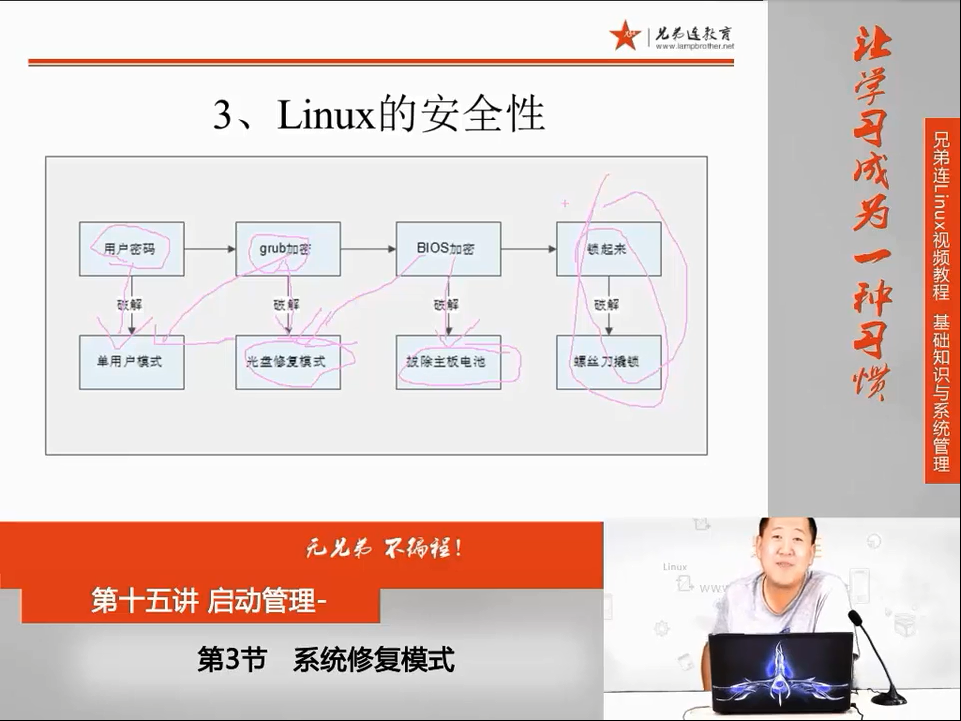 兄弟连教育
www.lampbrother.net
3、Linux的安全性
用户密码
grub加密
BIOS加密
锁起来
破解
破解
破解
破解
单用户模式
光盘修复模式
拔除主板电池
螺丝刀撬锁
让学习成为一种习惯
兄弟连Linux视频教程 基础知识与系统管理
无兄弟 不编程!
第十五讲 启动管理-
第3节 系统修复模式
Linux
www